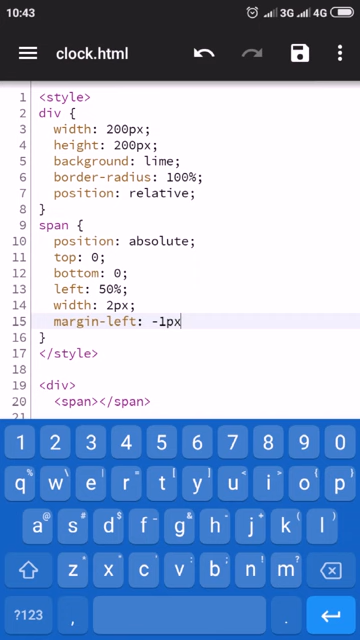 10:43 3G 4G
clock.html
1 <style>
2 div {
3 width: 200px;
4 height: 200px;
5 background: lime;
6 border-radius: 100%;
7 position: relative;
8 }
9 span {
10 position: absolute;
11 top: 0;
12 bottom: 0;
13 left: 50%;
14 width: 2px;
15 margin-left: -1px
16 }
17 </style>
18
19 <div>
20 <span></span>
21
1 2 3 4 5 6 7 8 9 0
q% w\ e| r= t[ y] u< i> o{ p}
a@ s# d$ f_ g& h- j+ k( l)
z* x" c' v: b; n! m?
?123 , .